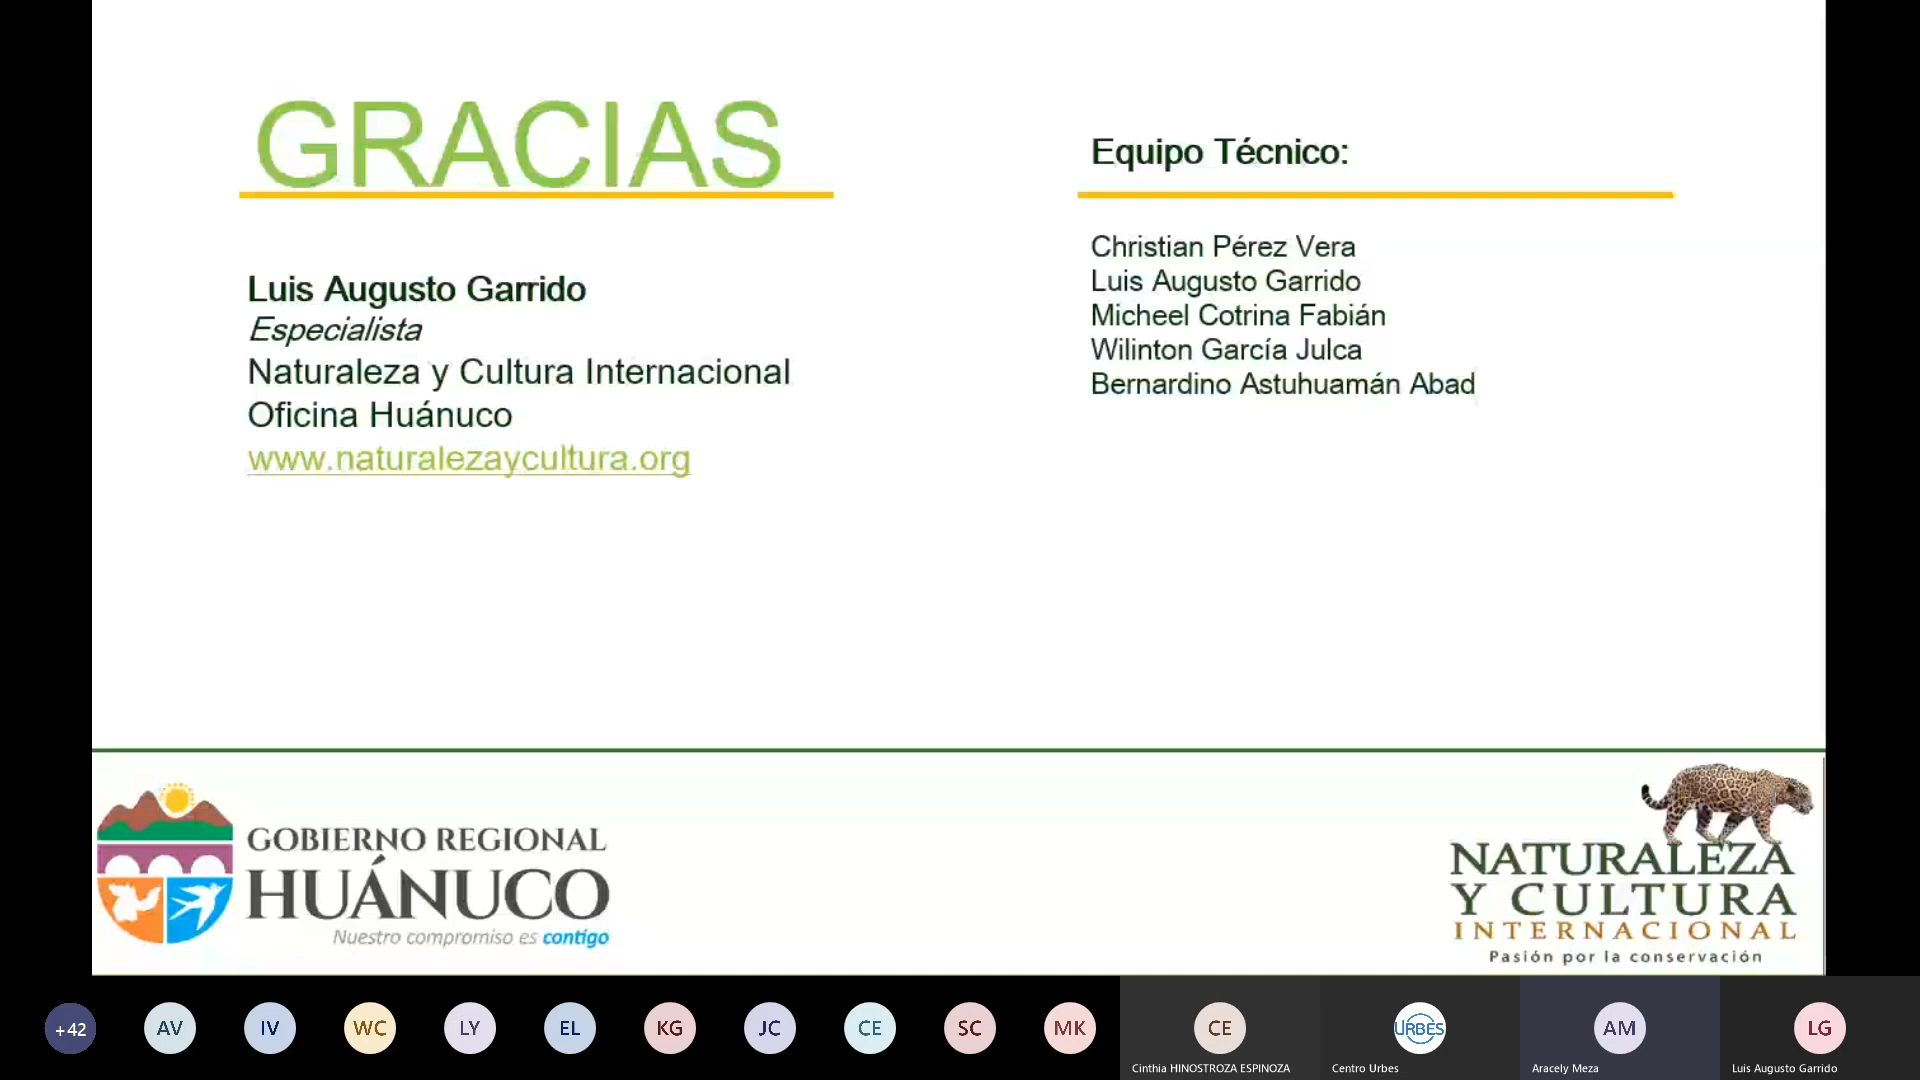 GRACIAS
Luis Augusto Garrido
Especialista
Naturaleza y Cultura Internacional
Oficina Huánuco
www.naturalezaycultura.org
Equipo Técnico:
Christian Pérez Vera
Luis Augusto Garrido
Micheel Cotrina Fabián
Wilinton García Julca
Bernardino Astuhuamán Abad
GOBIERNO REGIONAL
HUÁNUCO
Nuestro compromiso es contigo
NATURALEZA
Y CULTURA
INTERNACIONAL
Pasión por la conservación
+42
AV
IV
WC
LY
EL
KG
JC
CE
SC
MK
CE
Cinthia HINOSTROZA ESPINOZA
URBES
Centro Urbes
AM
Aracely Meza
LG
Luis Augusto Garrido